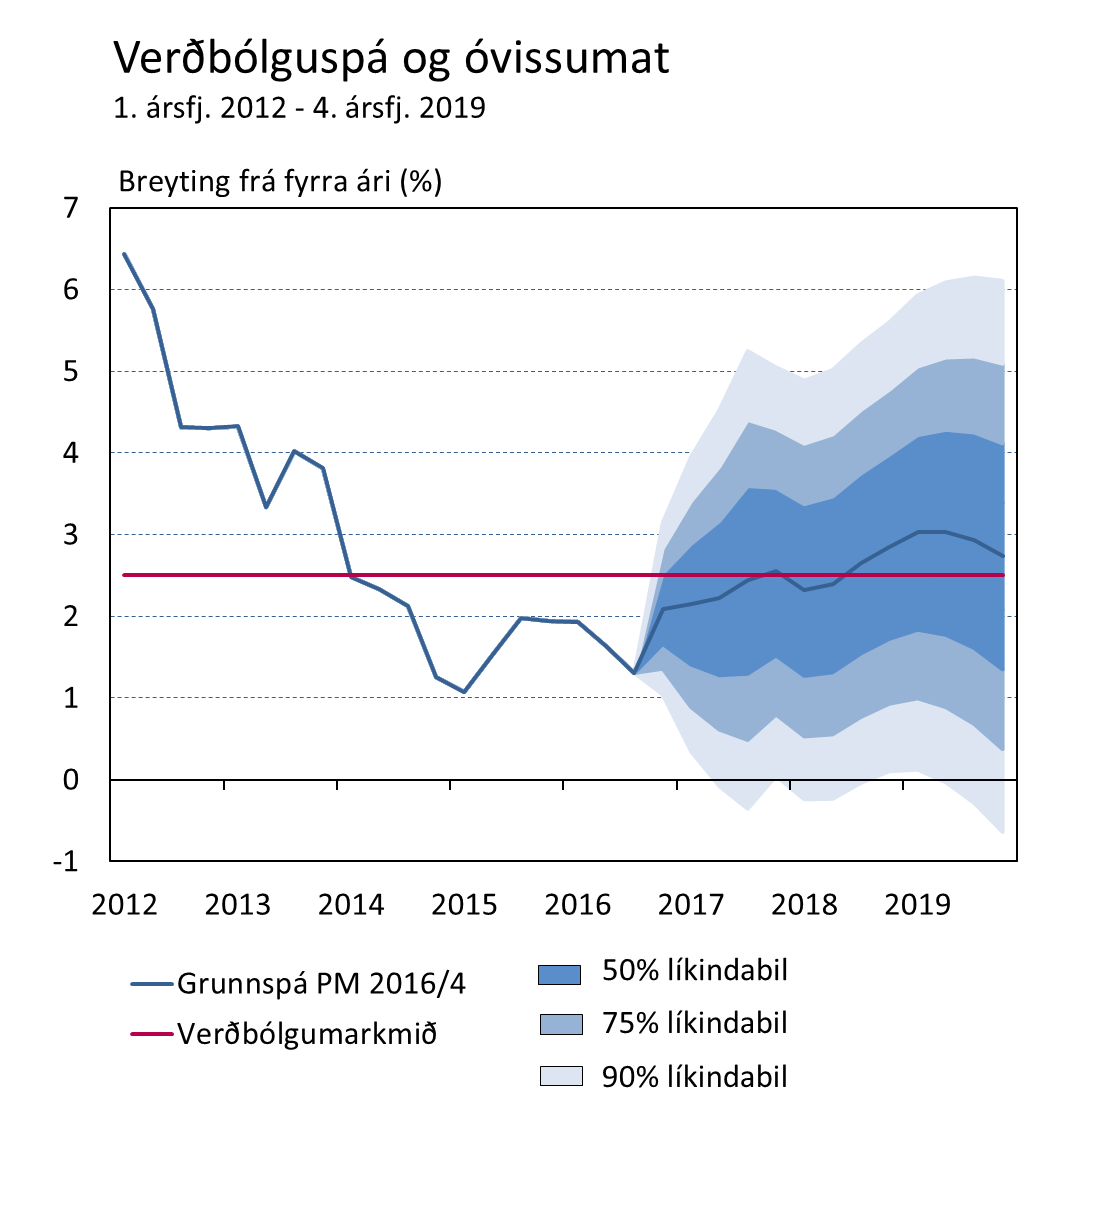 Verðbólguspá og óvissumat
1. ársfj. 2012 - 4. ársfj. 2019
Breyting frá fyrra ári (%)
7
6
5
4
3
2
1
0
-1
2012 2013 2014 2015 2016 2017 2018 2019
Grunnspá PM 2016/4
Verðbólgumarkmið
50% líkindabil
75% líkindabil
90% líkindabil